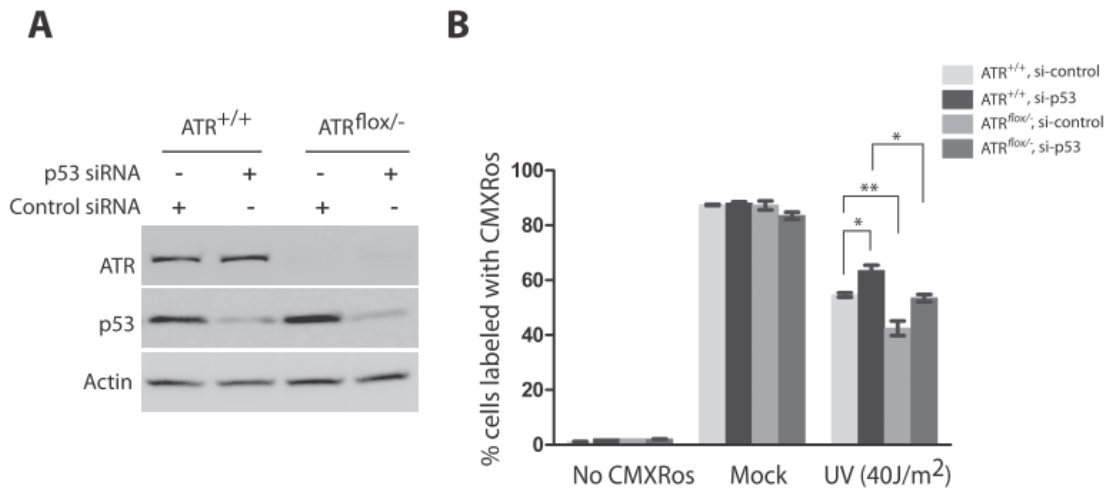 A
ATR+/+ ATRflox/-
p53 siRNA - + - +
Control siRNA + - + -
ATR
p53
Actin
B
ATR+/+, si-control
ATR+/+, si-p53
ATRflox/-, si-control
ATRflox/-, si-p53
% cells labeled with CMXRos
100
80
60
40
20
0
*
**
*
No CMXRos Mock UV (40J/m2)